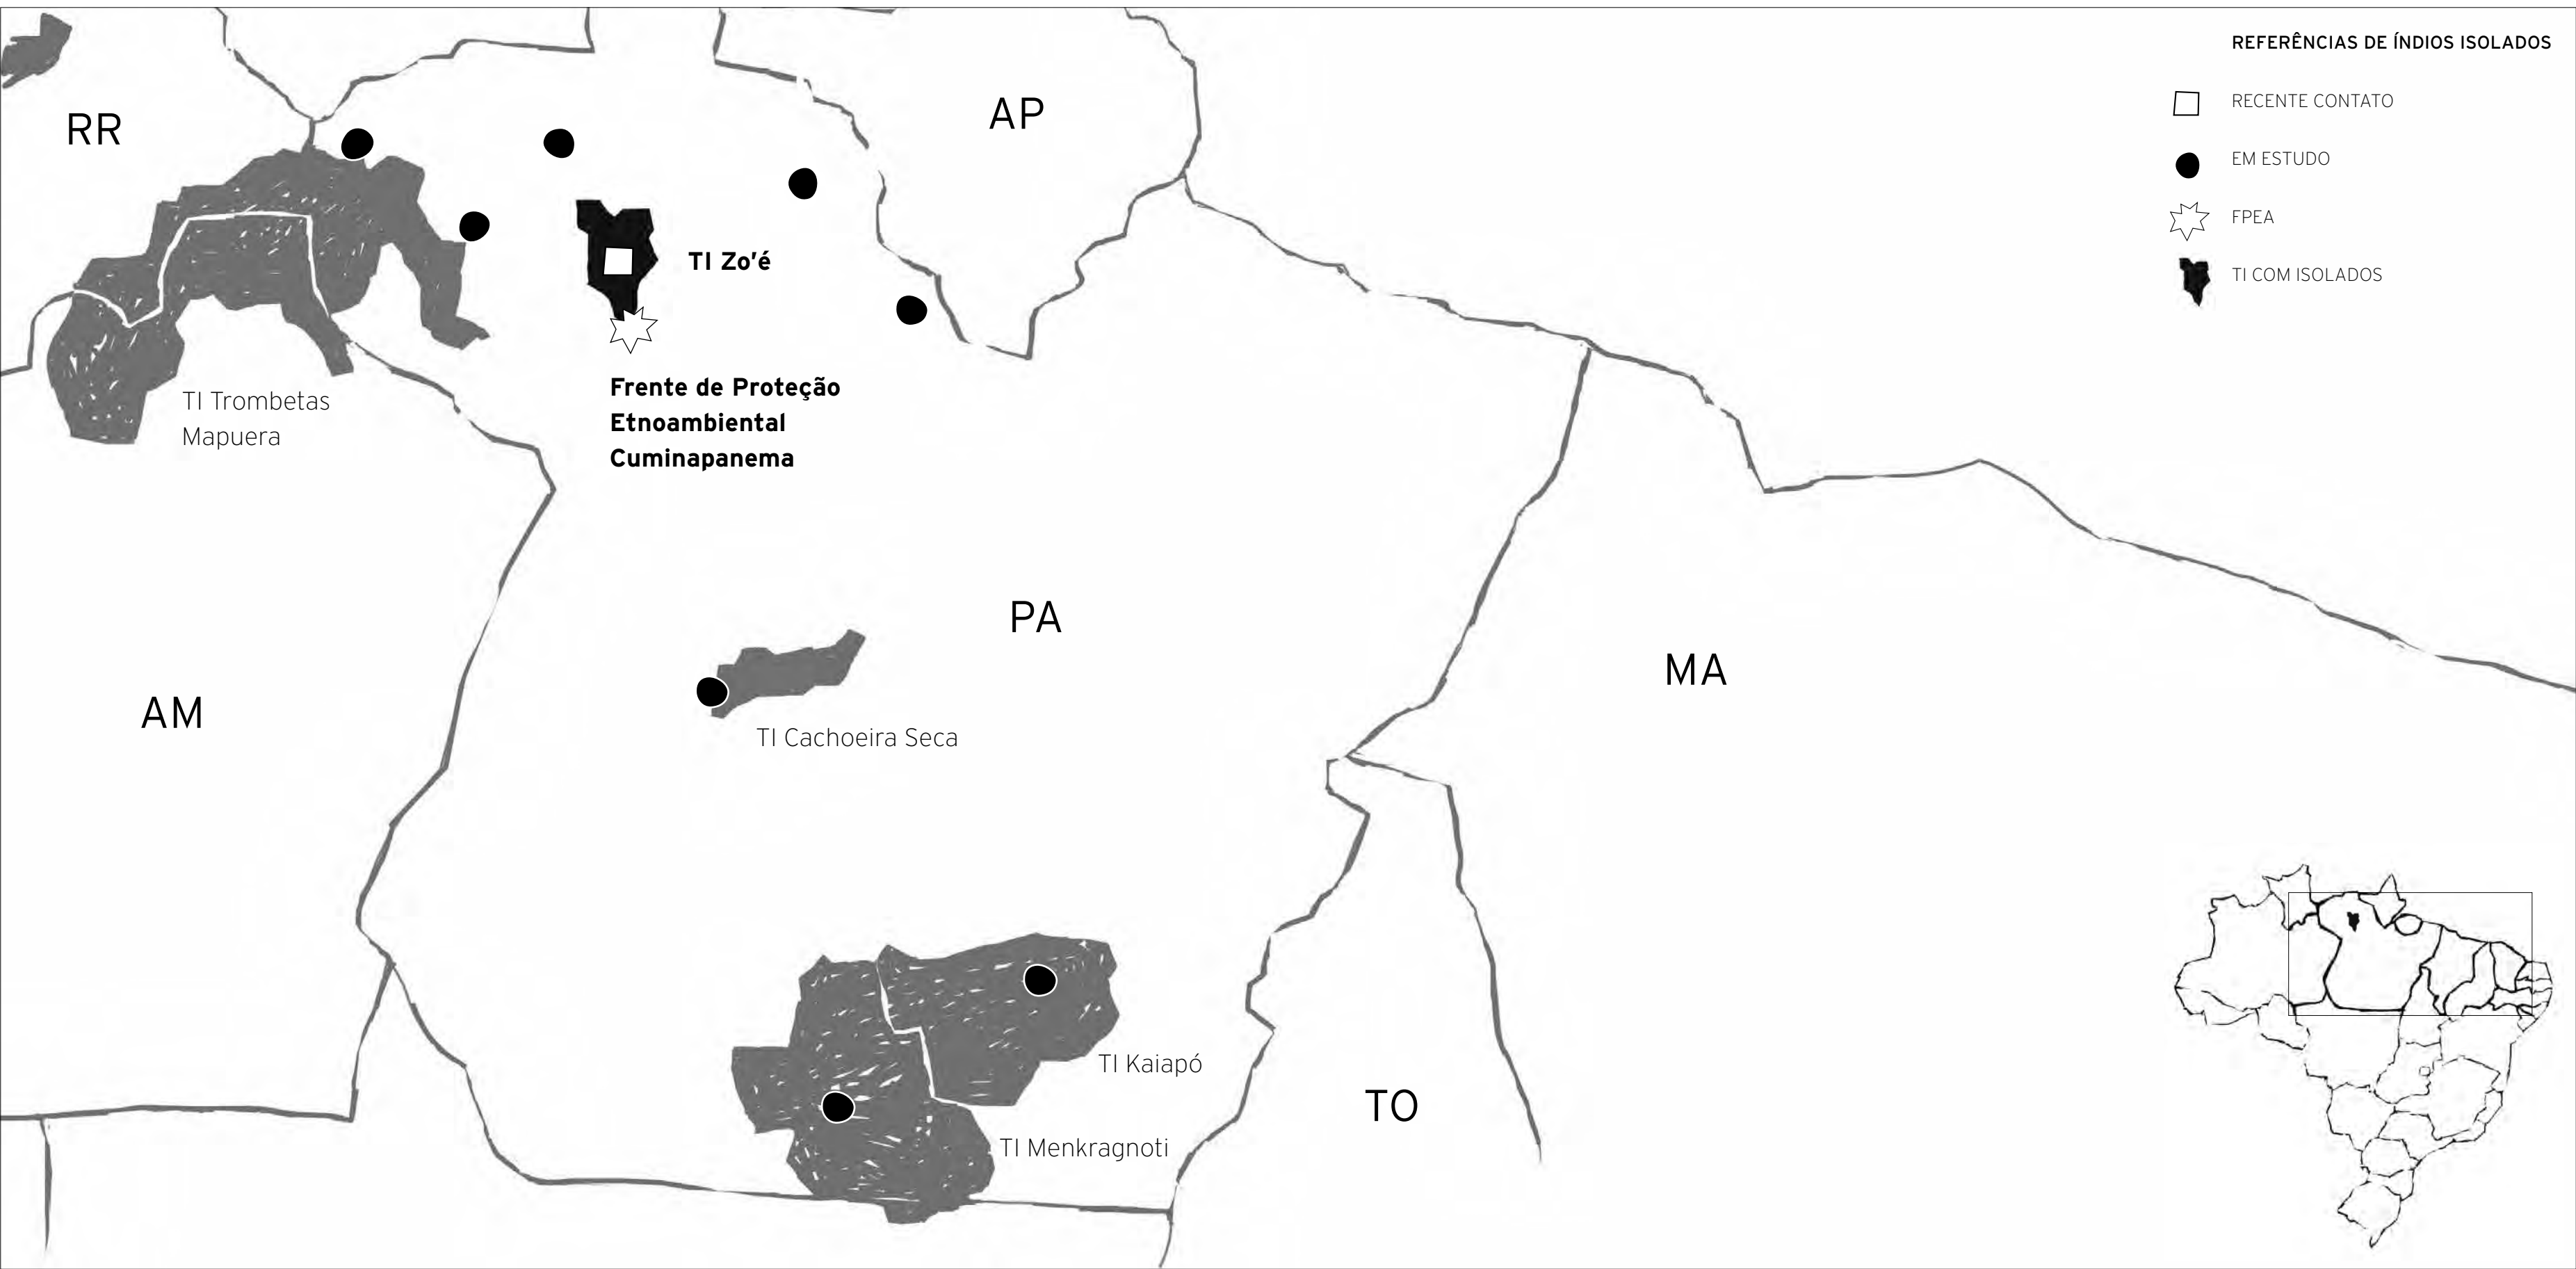 REFERÊNCIAS DE ÍNDIOS ISOLADOS
RECENTE CONTATO
EM ESTUDO
FPEA
TI COM ISOLADOS
RR
AP
TI Zo'é
Frente de Proteção
Etnoambiental
Cuminapanema
TI Trombetas
Mapuera
PA
MA
AM
TI Cachoeira Seca
TI Kaiapó
TO
TI Menkragnoti